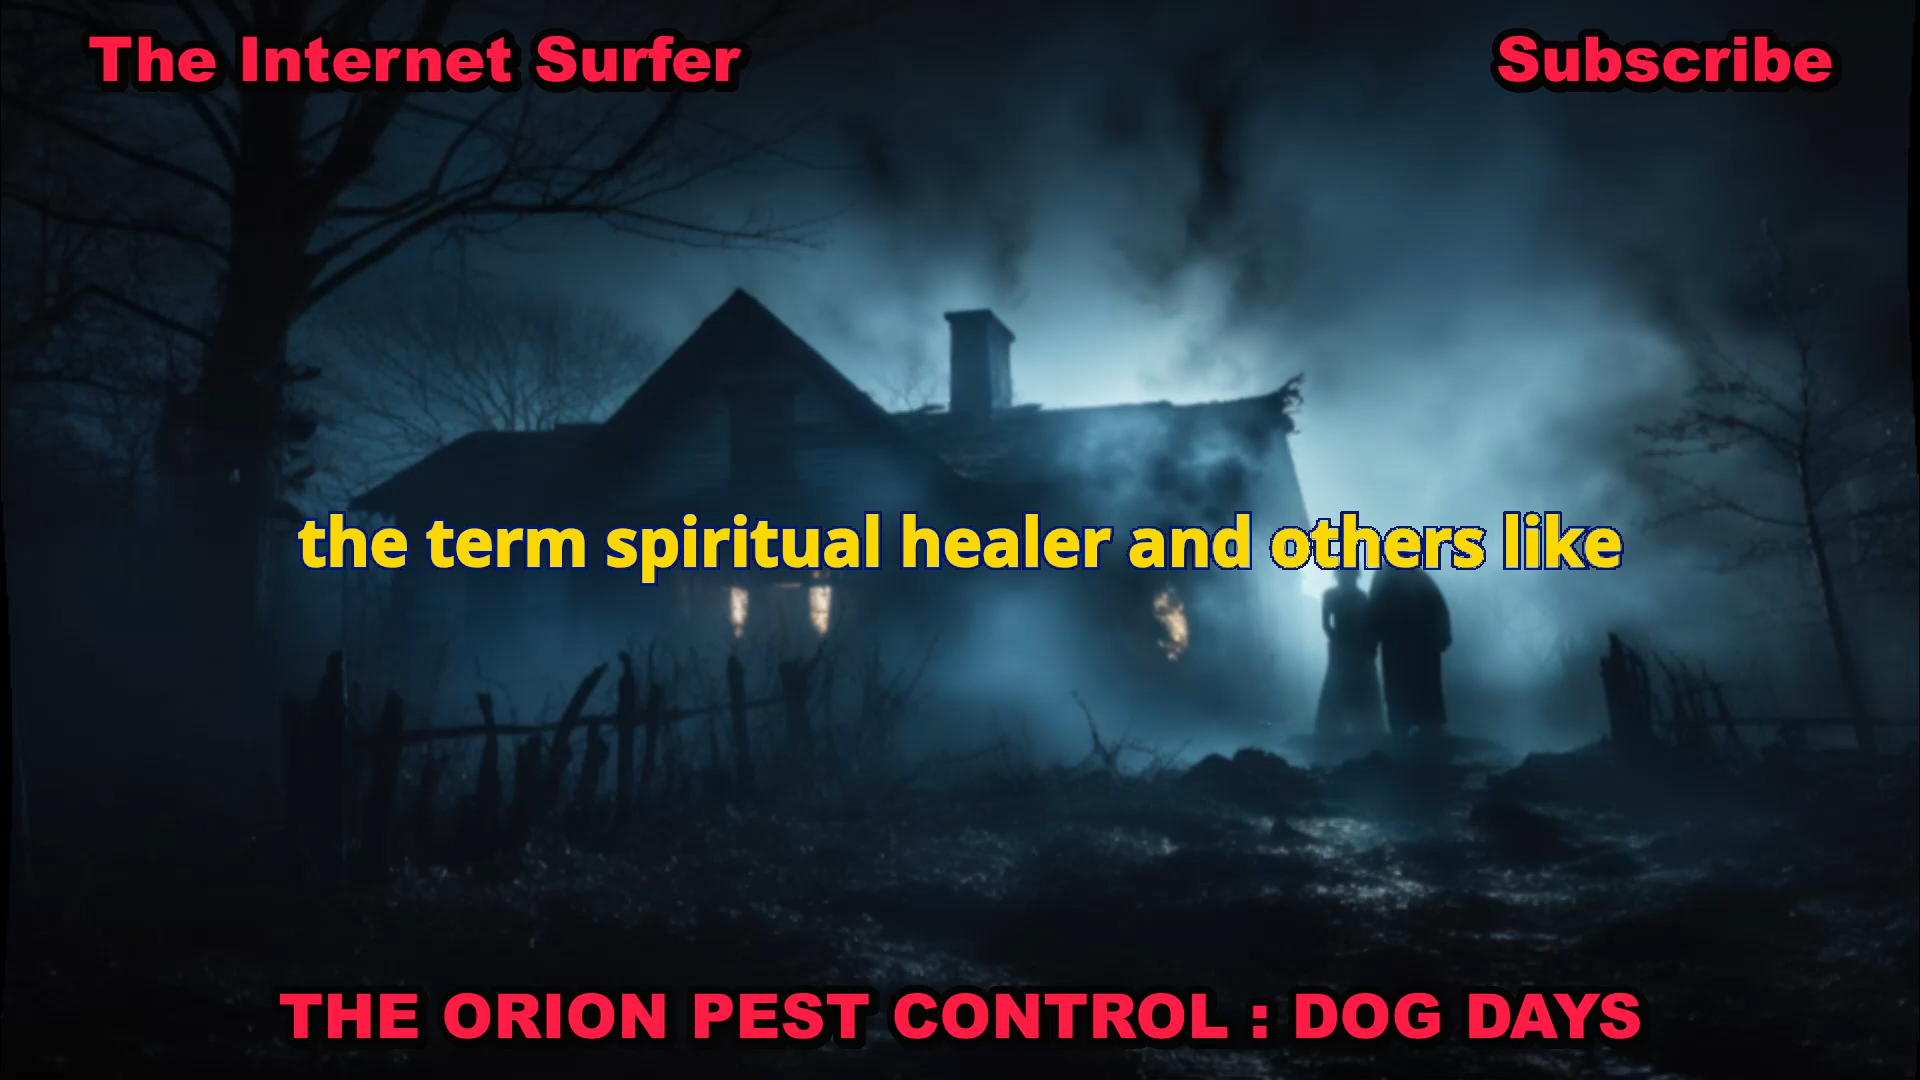 The Internet Surfer
Subscribe
the term spiritual healer and others like
THE ORION PEST CONTROL : DOG DAYS